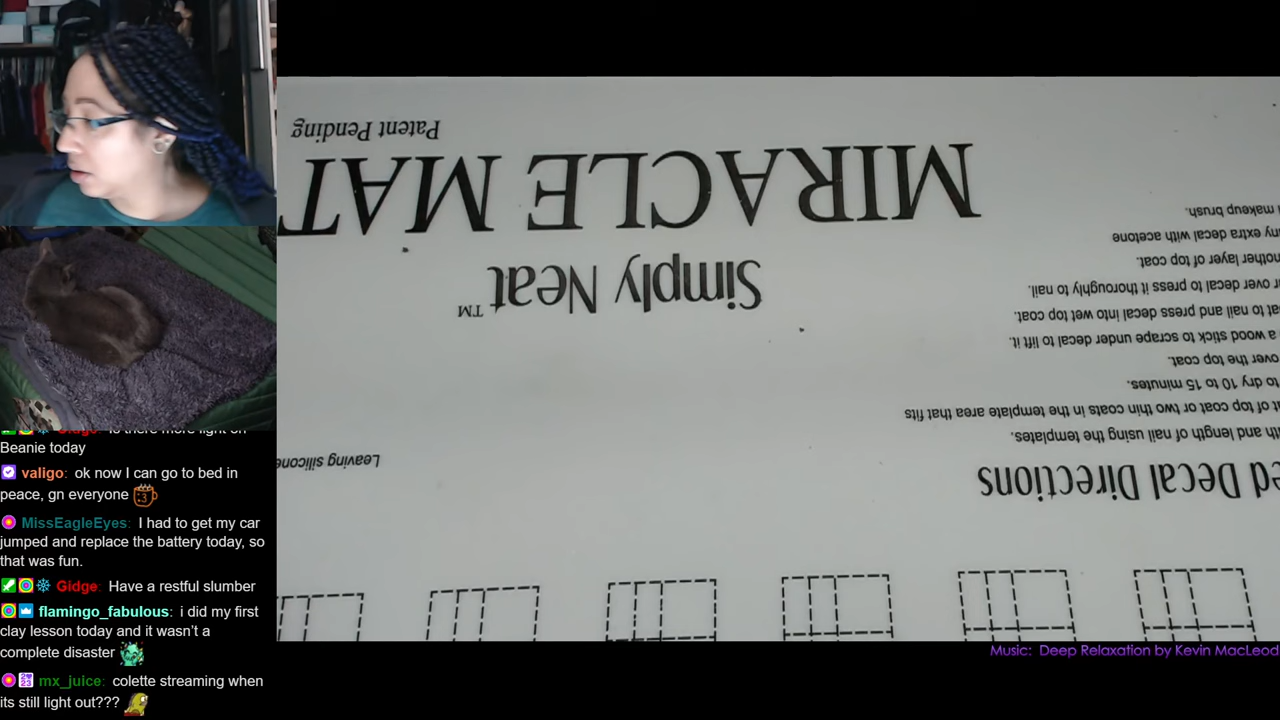 Gidge: Is there more light on
Beanie today
valigo: ok now I can go to bed in
peace, gn everyone
MissEagleEyes: I had to get my car
jumped and replace the battery today, so
that was fun.
Gidge: Have a restful slumber
flamingo_fabulous: i did my first
clay lesson today and it wasn't a
complete disaster
mx_juice: colette streaming when
its still light out???
ed Decal Directions
th and length of nail using the templates.
at of top coat or two thin coats in the template area that fits
to dry 10 to 15 minutes.
over the top coat.
a wood stick to scrape under decal to lift it.
at to nail and press decal into wet top coat.
r over decal to press it thoroughly to nail.
nother layer of top coat.
ny extra decal with acetone
makeup brush.
Leaving silicone
Simply Neat™
MIRACLE MAT
Patent Pending
Music: Deep Relaxation by Kevin MacLeod